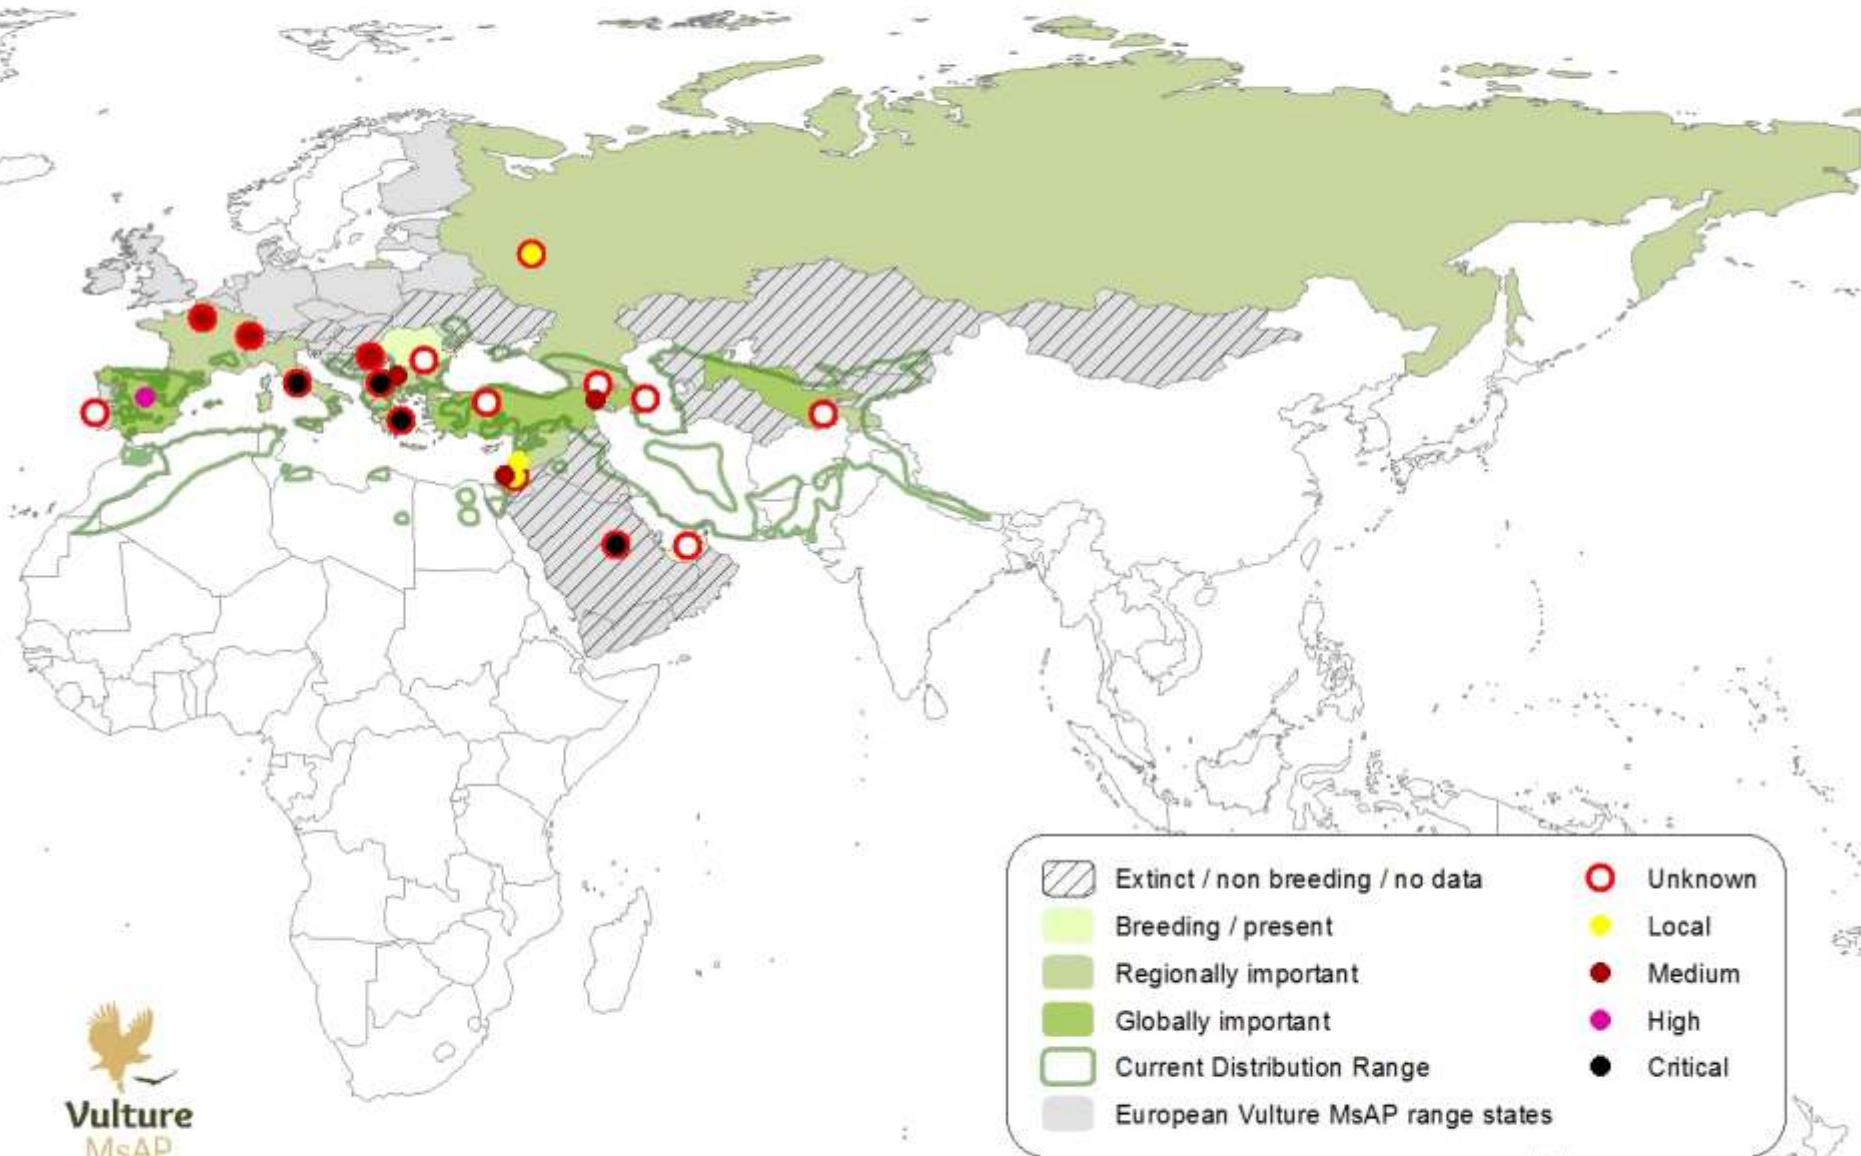 Extinct / non breeding / no data
Breeding / present
Regionally important
Globally important
Current Distribution Range
European Vulture MsAP range states
Unknown
Local
Medium
High
Critical
Vulture
MsAP